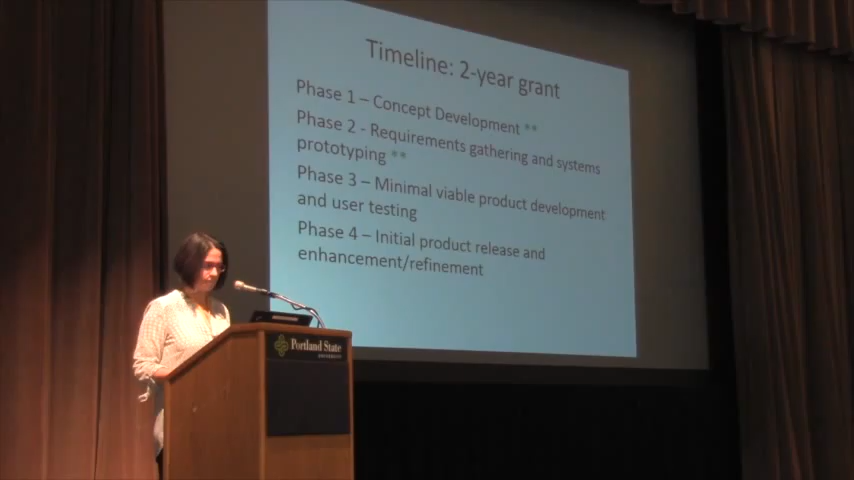 Timeline: 2-year grant
Phase 1 – Concept Development **
Phase 2 - Requirements gathering and systems
prototyping **
Phase 3 – Minimal viable product development
and user testing
Phase 4 – Initial product release and
enhancement/refinement
Portland State
UNIVERSITY